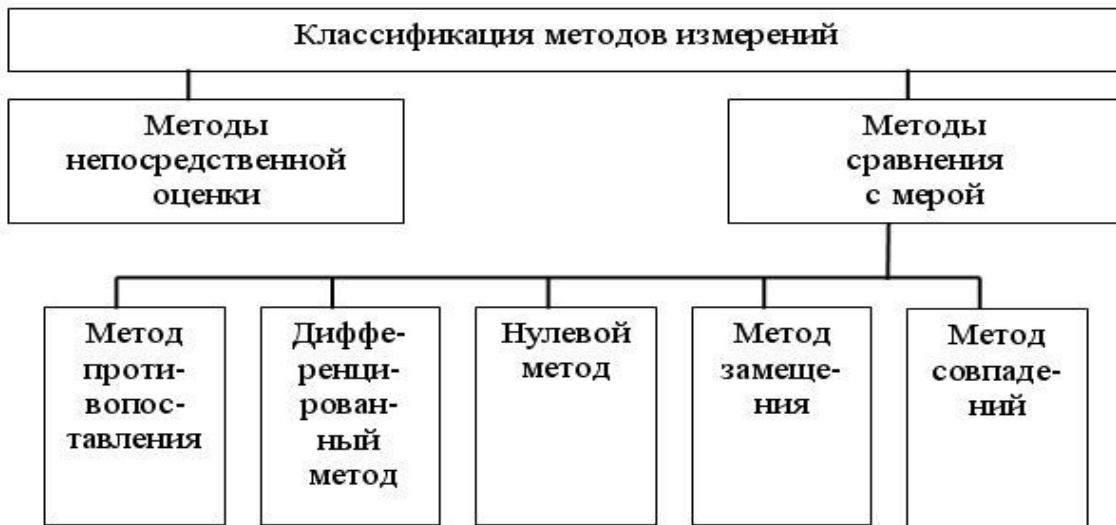 Классификация методов измерений
Методы
непосредственной
оценки
Методы
сравнения
с мерой
Метод
проти-
вопос-
тавления
Диффе-
ренци-
рован-
ный
метод
Нулевой
метод
Метод
замеще-
ния
Метод
совпаде-
ний